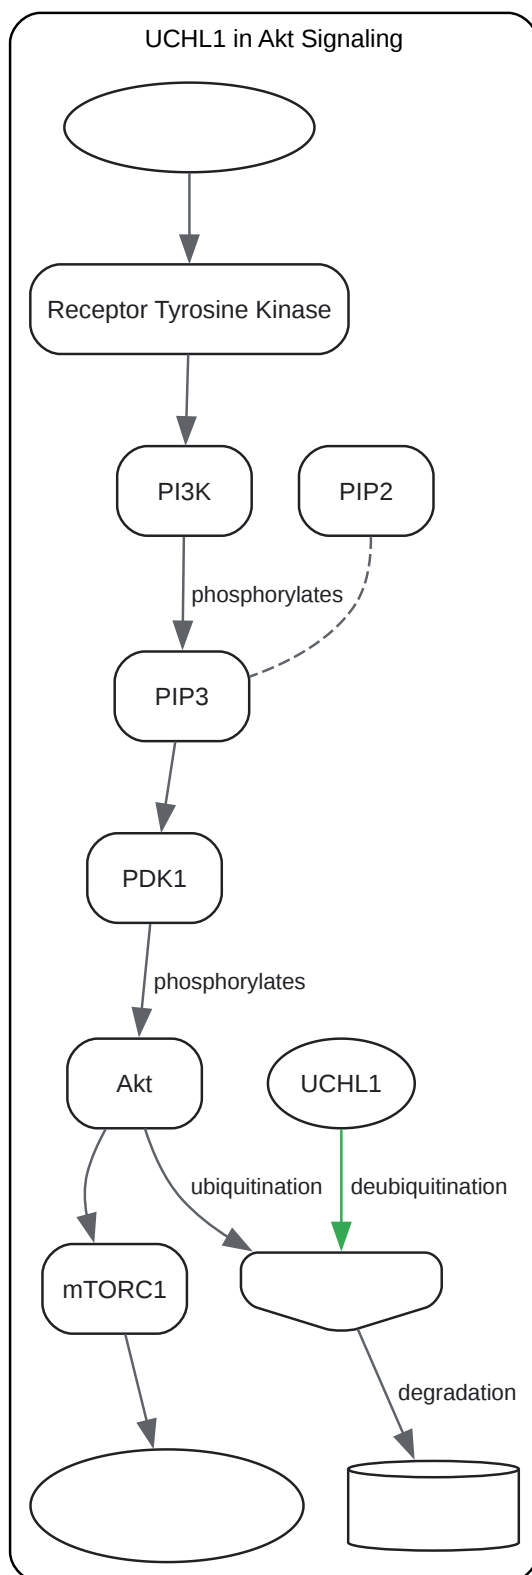 UCHL1 in Akt Signaling
Receptor Tyrosine Kinase
PI3K
PIP2
phosphorylates
PIP3
PDK1
phosphorylates
Akt
UCHL1
ubiquitination
deubiquitination
mTORC1
degradation